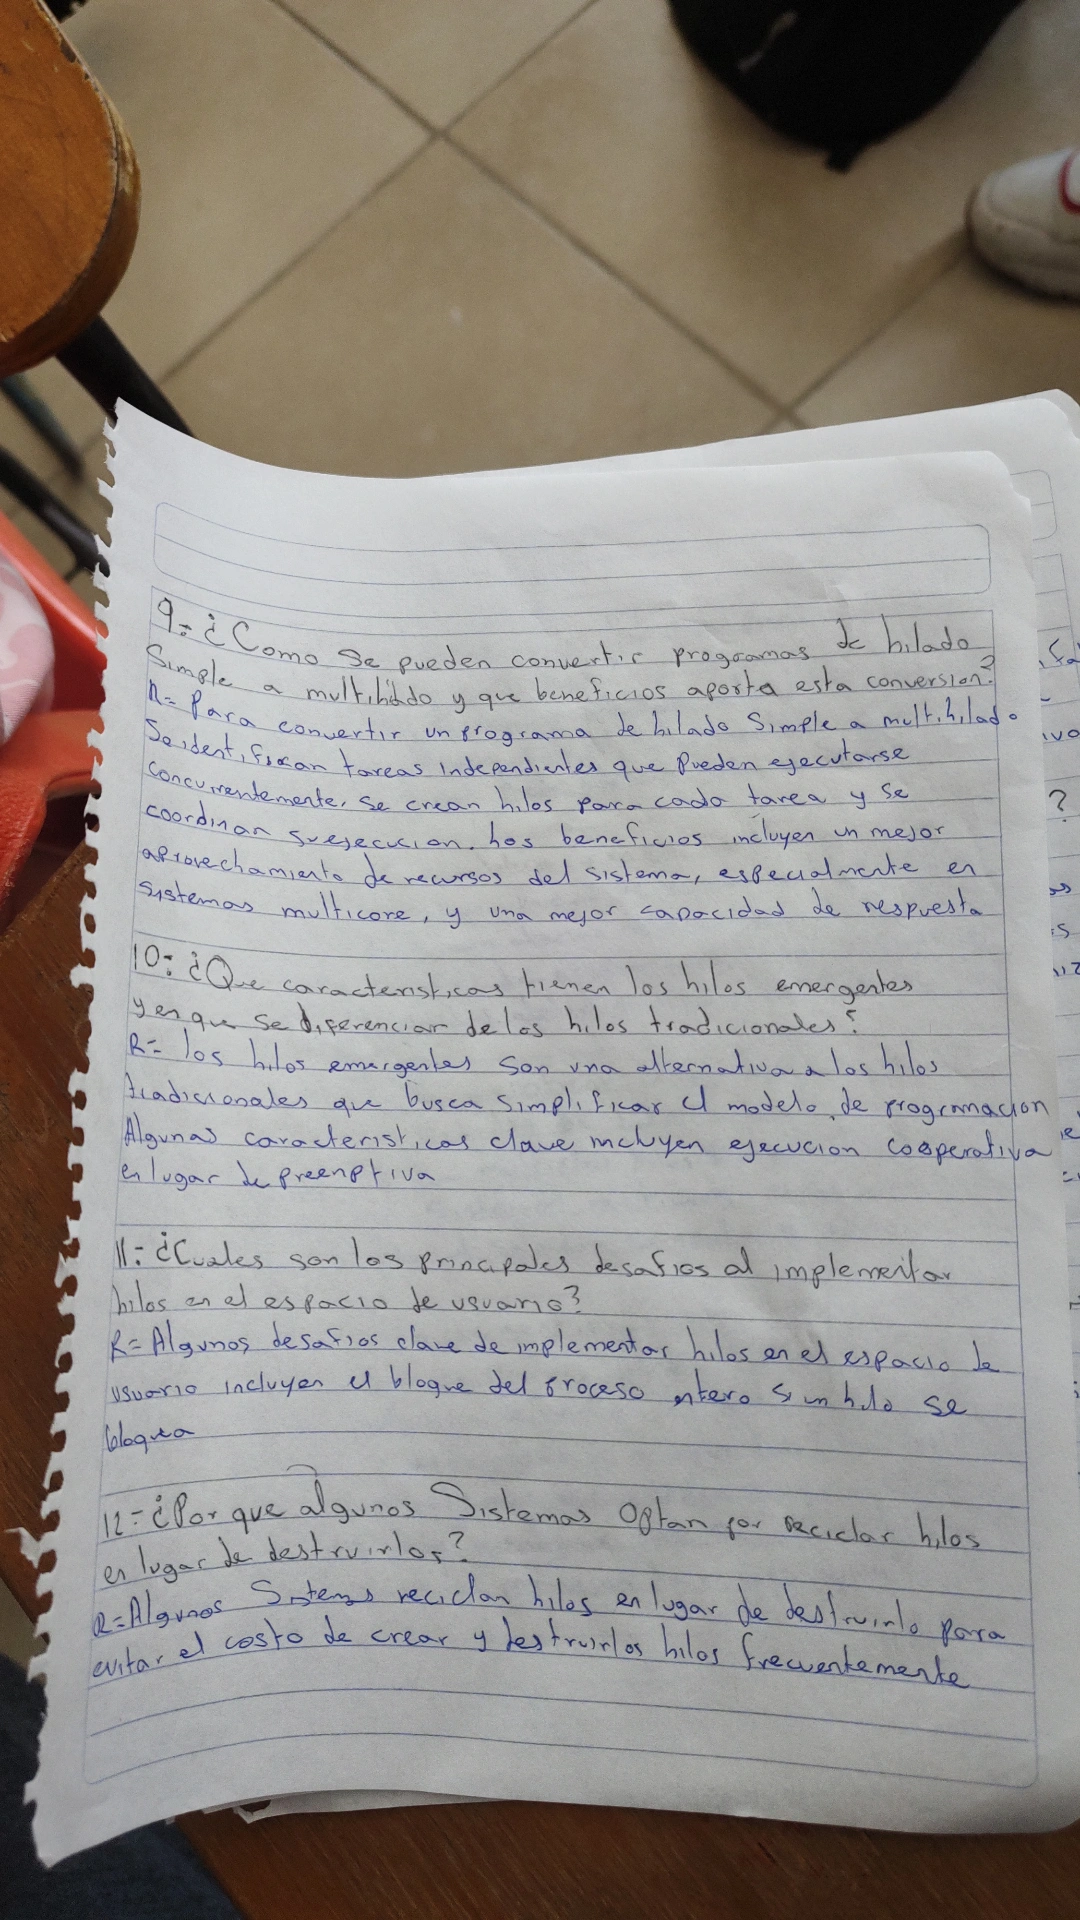 9-¿Como se pueden convertir programas de hilado
Simple a multihilado y que beneficios aporta esta conversion?
R= Para convertir un programa de hilado simple a multihilado
Se identifican tareas independientes que pueden ejecutarse
concurrentemente, se crean hilos para cada tarea y se
coordinan su ejecucion. Los beneficios incluyen un mejor
aprovechamiento de recursos del sistema, especialmente en
sistemas multicore, y una mejor capacidad de respuesta
10-¿Que caracteristicas tienen los hilos emergentes
y en que se diferenciar de los hilos tradicionales?
R= los hilos emergentes son una alternativa a los hilos
tradicionales que busca simplificar el modelo de programacion
Algunas caracteristicas clave incluyen ejecucion cooperativa
en lugar de preenptiva
11-¿Cuales son los principales desafios al implementar
hilos en el espacio de usuario?
R= Algunos desafios clave de implementar hilos en el espacio de
usuario incluyen el bloque del proceso entero si un hilo se
bloquea
12-¿Por que algunos Sistemas Optan por reciclar hilos
en lugar de destruirlos?
R= Algunos Sistemas reciclan hilos en lugar de destruirlo para
evitar el costo de crear y destruirlos hilos frecuentemente